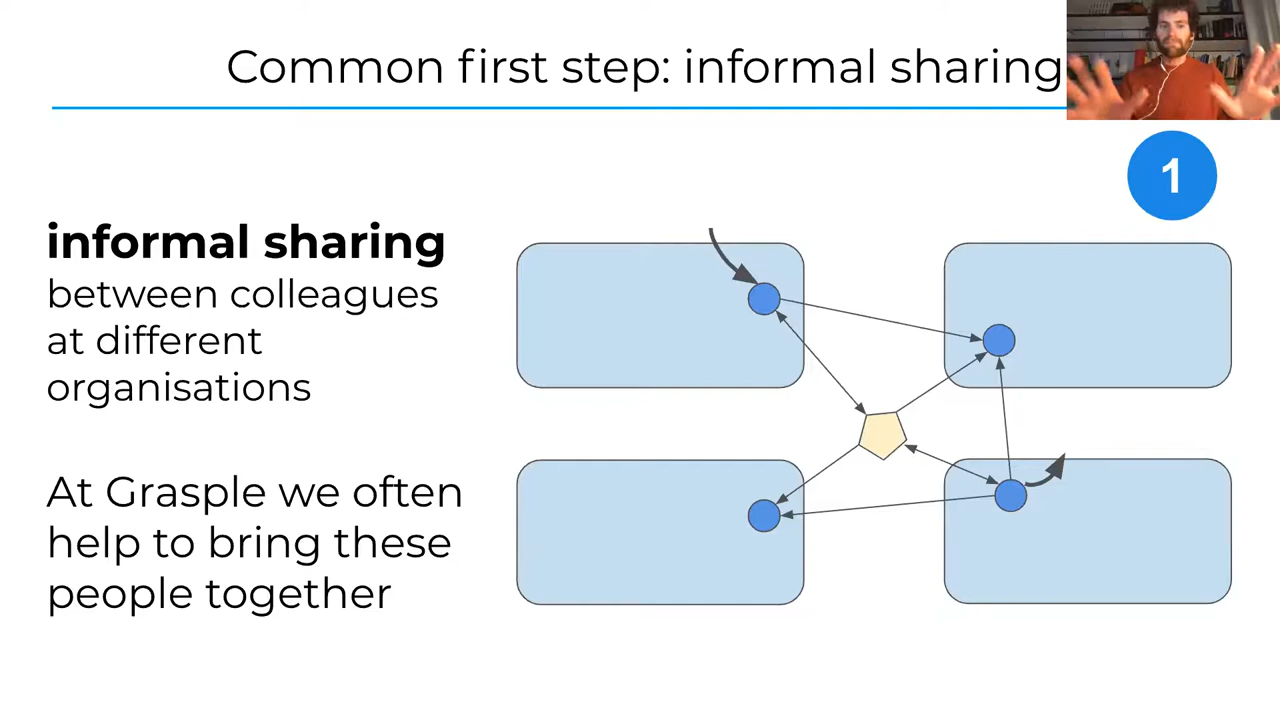 Common first step: informal sharing
1
informal sharing
between colleagues
at different
organisations
At Grasple we often
help to bring these
people together